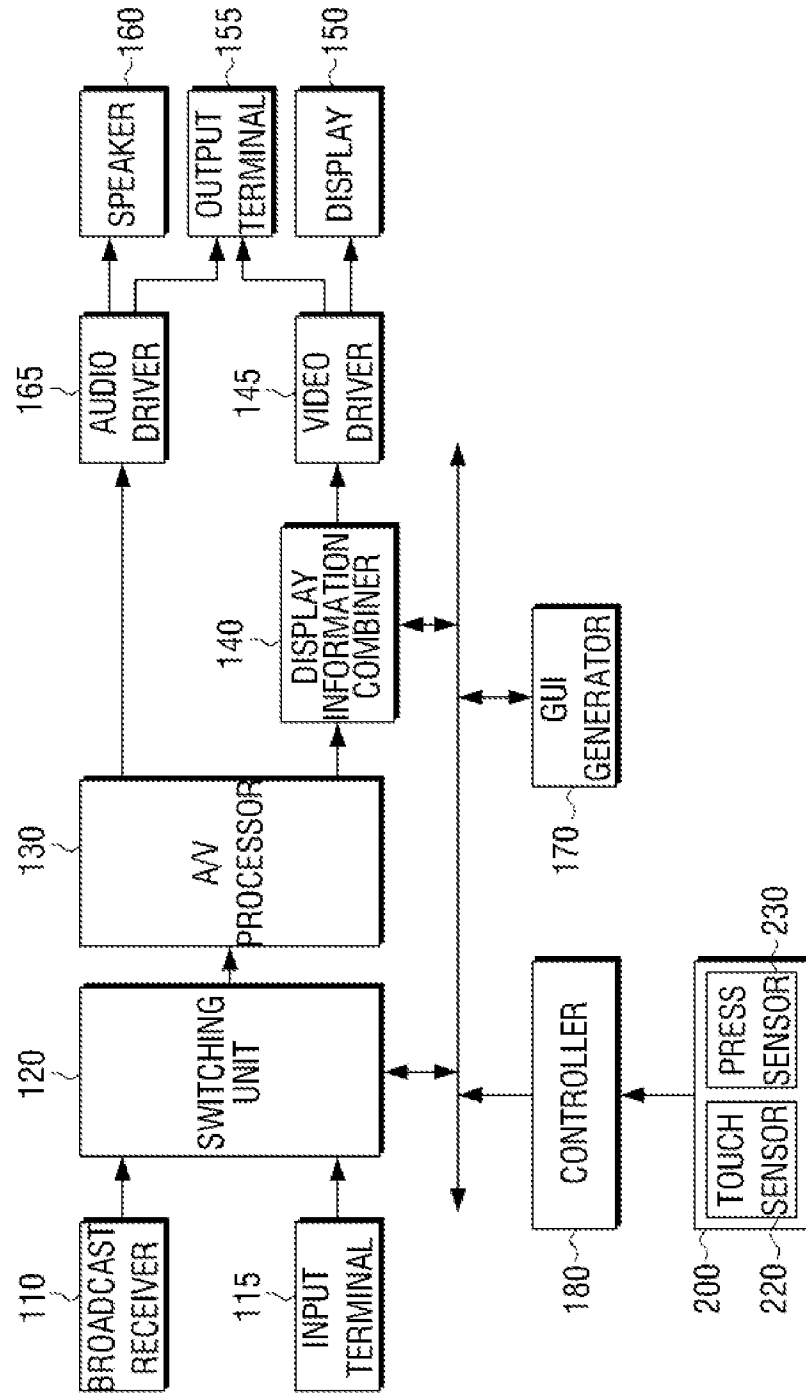 110
BROADCAST
RECEIVER
115
INPUT
TERMINAL
120
SWITCHING
UNIT
130
A/V
PROCESSOR
140
DISPLAY
INFORMATION
COMBINER
165
AUDIO
DRIVER
145
VIDEO
DRIVER
SPEAKER
160
OUTPUT
TERMINAL
155
DISPLAY
150
CONTROLLER
180
GUI
GENERATOR
170
200
TOUCH
SENSOR
220
PRESS
SENSOR
230